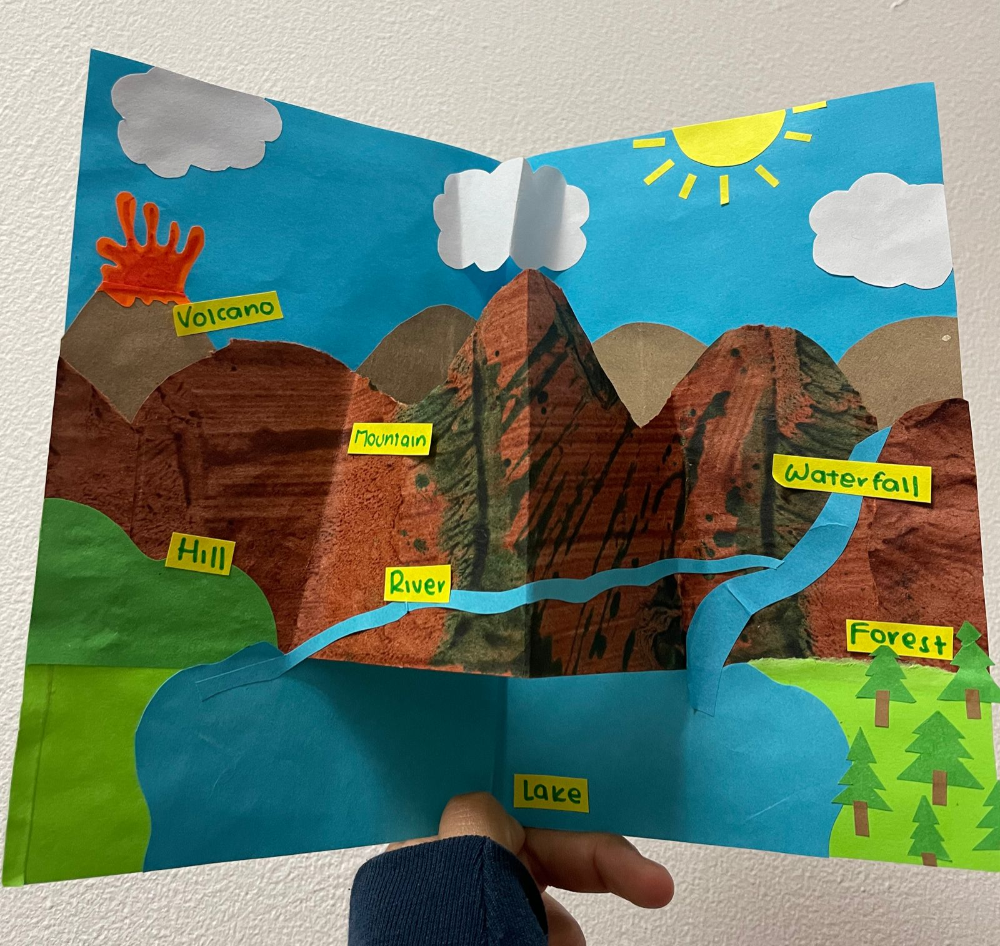 Volcano
Mountain
Waterfall
Hill
River
Forest
Lake